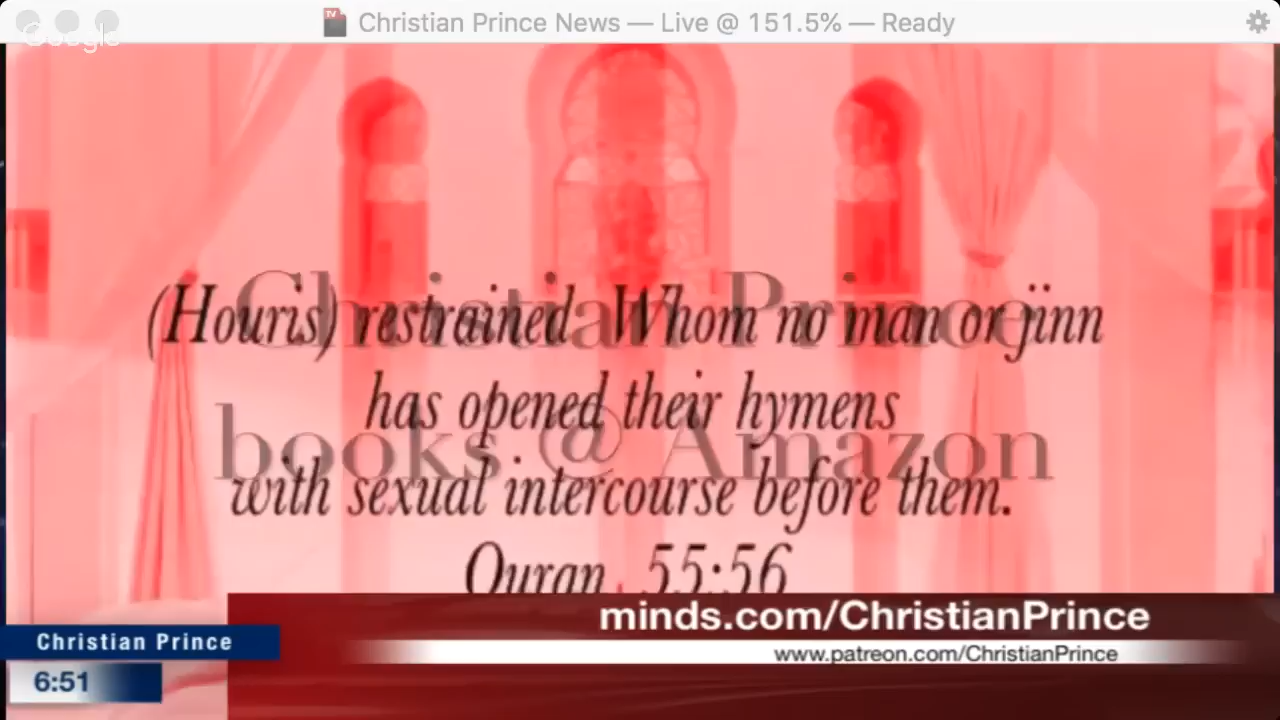 Christian Prince News — Live @ 151.5% — Ready
Google
Christian Prince
books @ Amazon
(Houris) restrained Whom no man or jinn
has opened their hymens
with sexual intercourse before them.
Quran 55:56
minds.com/ChristianPrince
www.patreon.com/ChristianPrince
Christian Prince
6:51